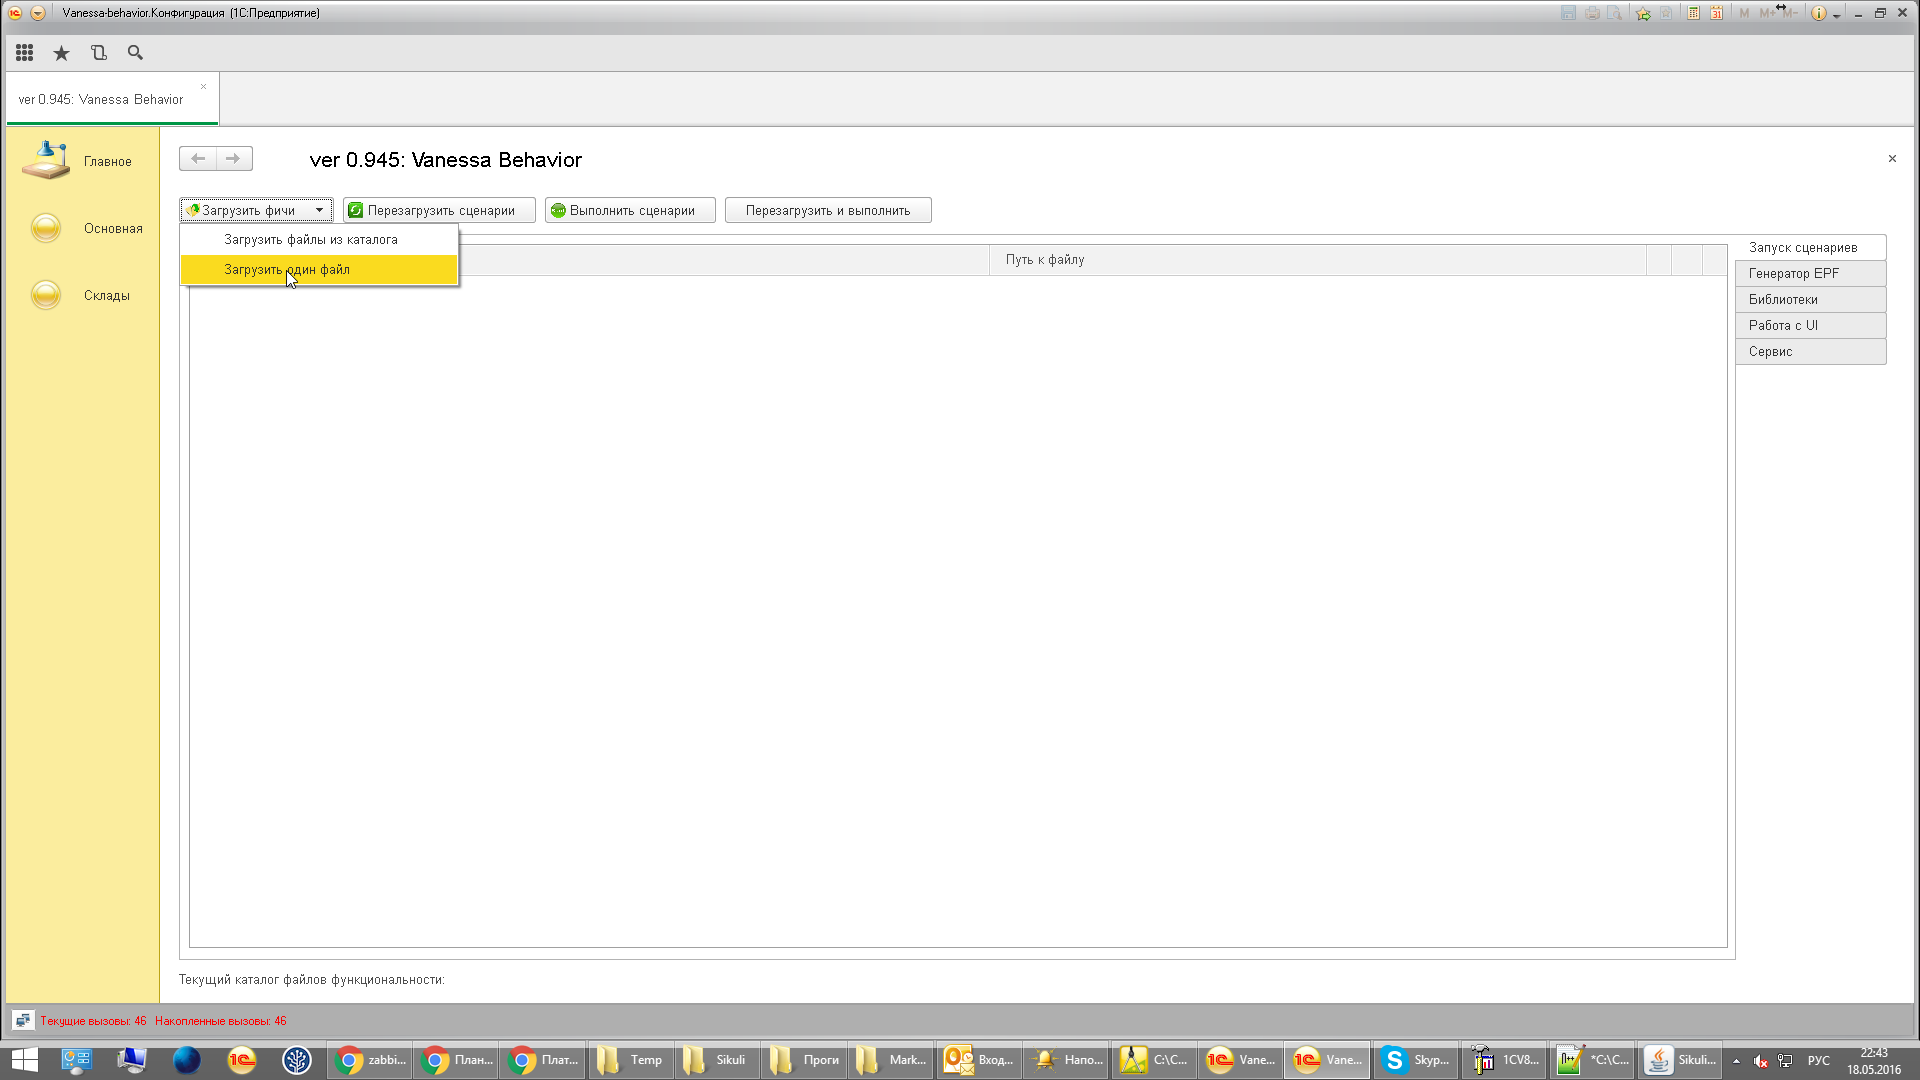 Vanessa-behavior.Конфигурация (1С:Предприятие)
M M+ M-
ver 0.945: Vanessa Behavior
Главное
Основная
Склады
ver 0.945: Vanessa Behavior
Загрузить фичи
Перезагрузить сценарии
Выполнить сценарии
Перезагрузить и выполнить
Загрузить файлы из каталога
Загрузить один файл
Путь к файлу
Запуск сценариев
Генератор EPF
Библиотеки
Работа с UI
Сервис
Текущий каталог файлов функциональности:
Текущие вызовы: 46 Накопленные вызовы: 46
zabbi...
План...
Плат...
Temp
Sikuli
Проги
Mark...
Вход...
Напо...
C:\C...
Vane...
Vane...
Skyp...
1CV8...
*C:\C...
Sikuli...
РУС
22:43
18.05.2016